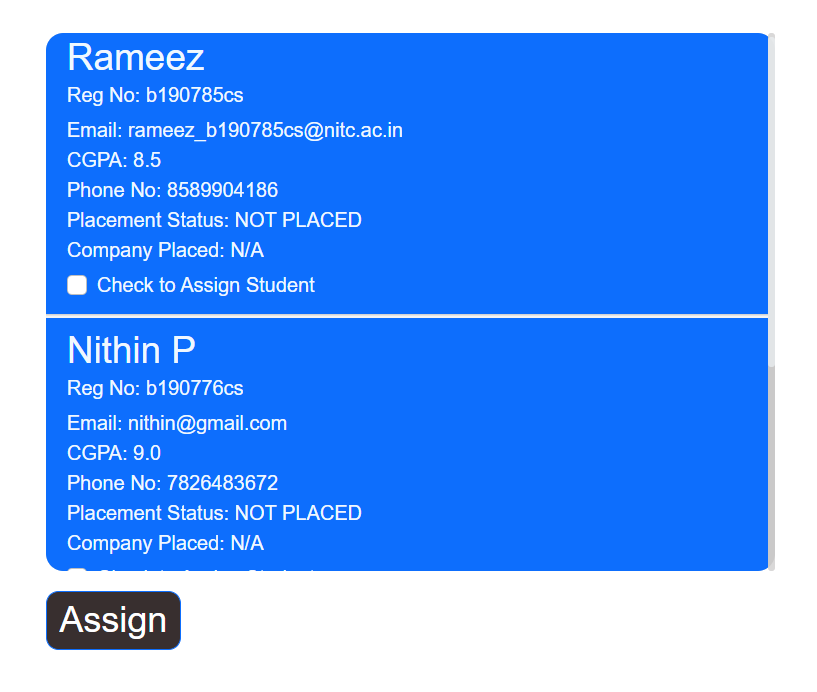 Rameez
Reg No: b190785cs
Email: rameez_b190785cs@nitc.ac.in
CGPA: 8.5
Phone No: 8589904186
Placement Status: NOT PLACED
Company Placed: N/A
Check to Assign Student
Nithin P
Reg No: b190776cs
Email: nithin@gmail.com
CGPA: 9.0
Phone No: 7826483672
Placement Status: NOT PLACED
Company Placed: N/A
Assign